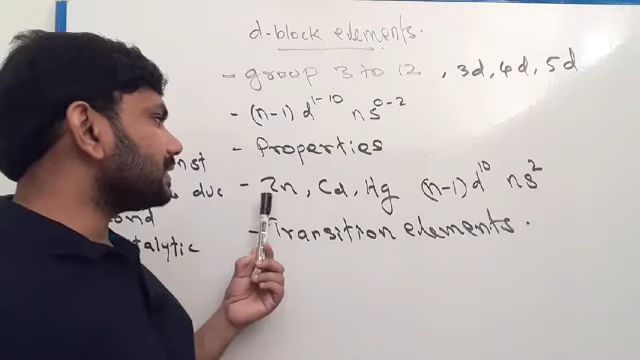 d-block elements.
- group 3 to 12 , 3d, 4d, 5d
- (n-1) d¹⁻¹⁰ ns⁰⁻²
- Properties
- Zn, Cd, Hg (n-1)d¹⁰ ns²
- Transition elements.
nst
duc
ond
talytic